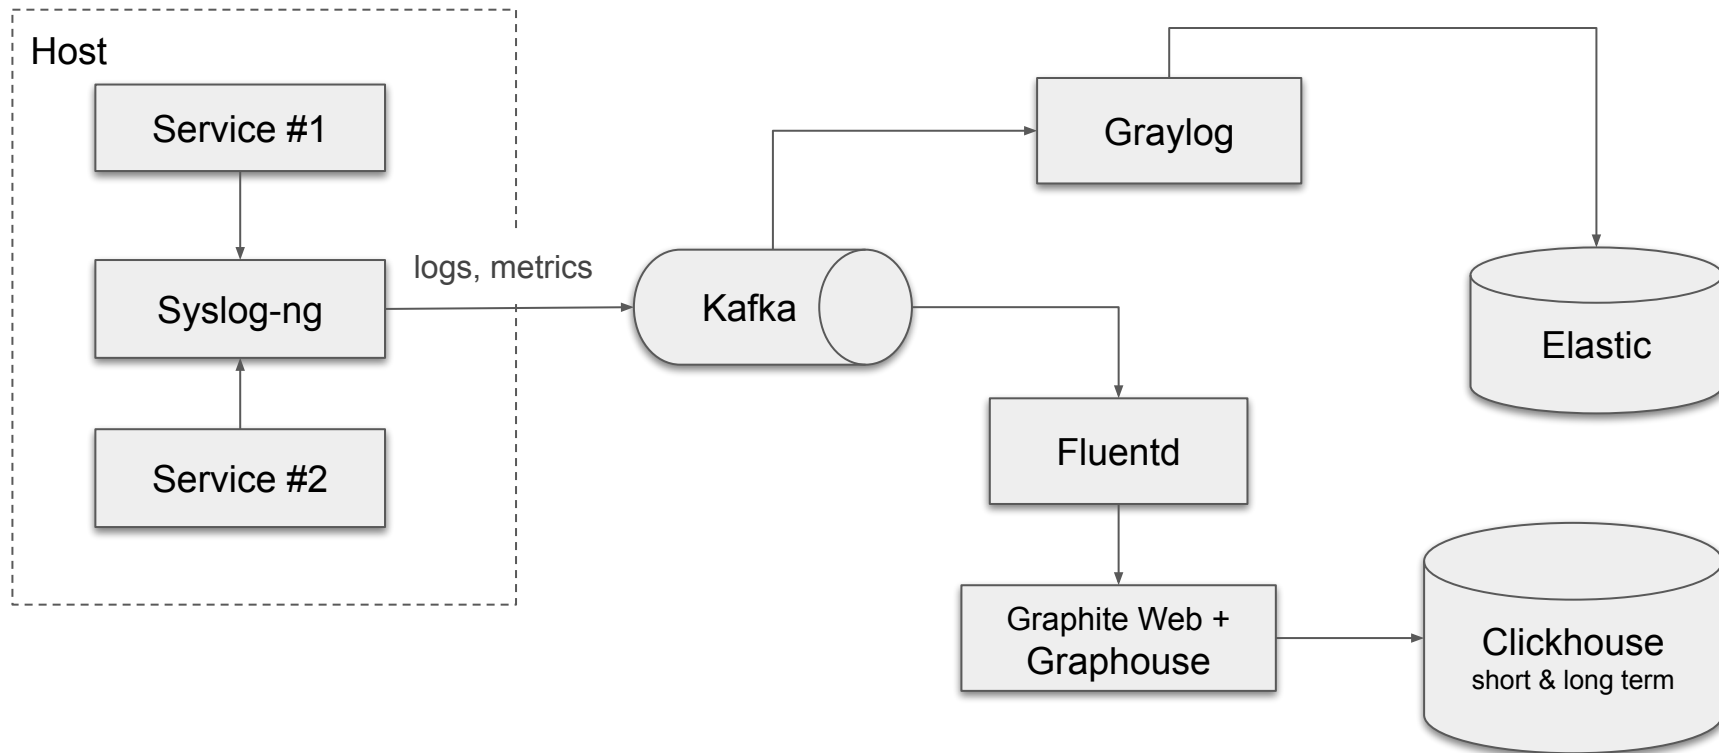 Host
Service #1
Graylog
logs, metrics
Syslog-ng
Kafka
Elastic
Service #2
Fluentd
Graphite Web +
Graphouse
Clickhouse
short & long term